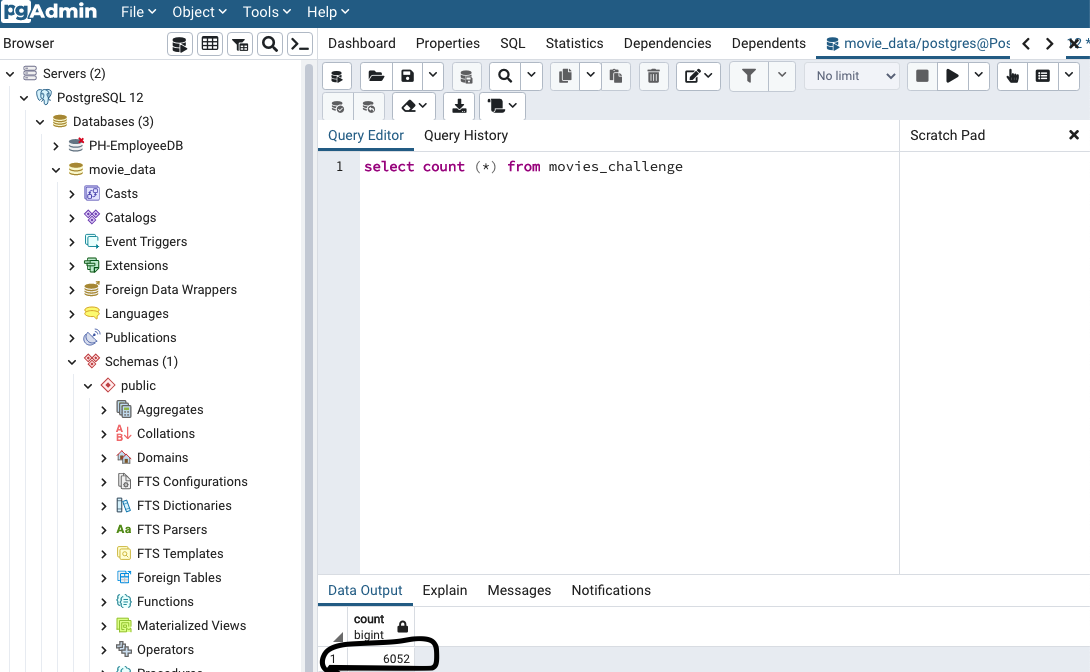 pgAdmin File Object Tools Help
Browser
Dashboard Properties SQL Statistics Dependencies Dependents movie_data/postgres@Pos
Servers (2)
PostgreSQL 12
Databases (3)
PH-EmployeeDB
movie_data
Casts
Catalogs
Event Triggers
Extensions
Foreign Data Wrappers
Languages
Publications
Schemas (1)
public
Aggregates
Collations
Domains
FTS Configurations
FTS Dictionaries
Aa FTS Parsers
FTS Templates
Foreign Tables
Functions
Materialized Views
Operators
Procedures
No limit
Query Editor Query History
Scratch Pad
1 select count (*) from movies_challenge
Data Output Explain Messages Notifications
count
bigint
1 6052